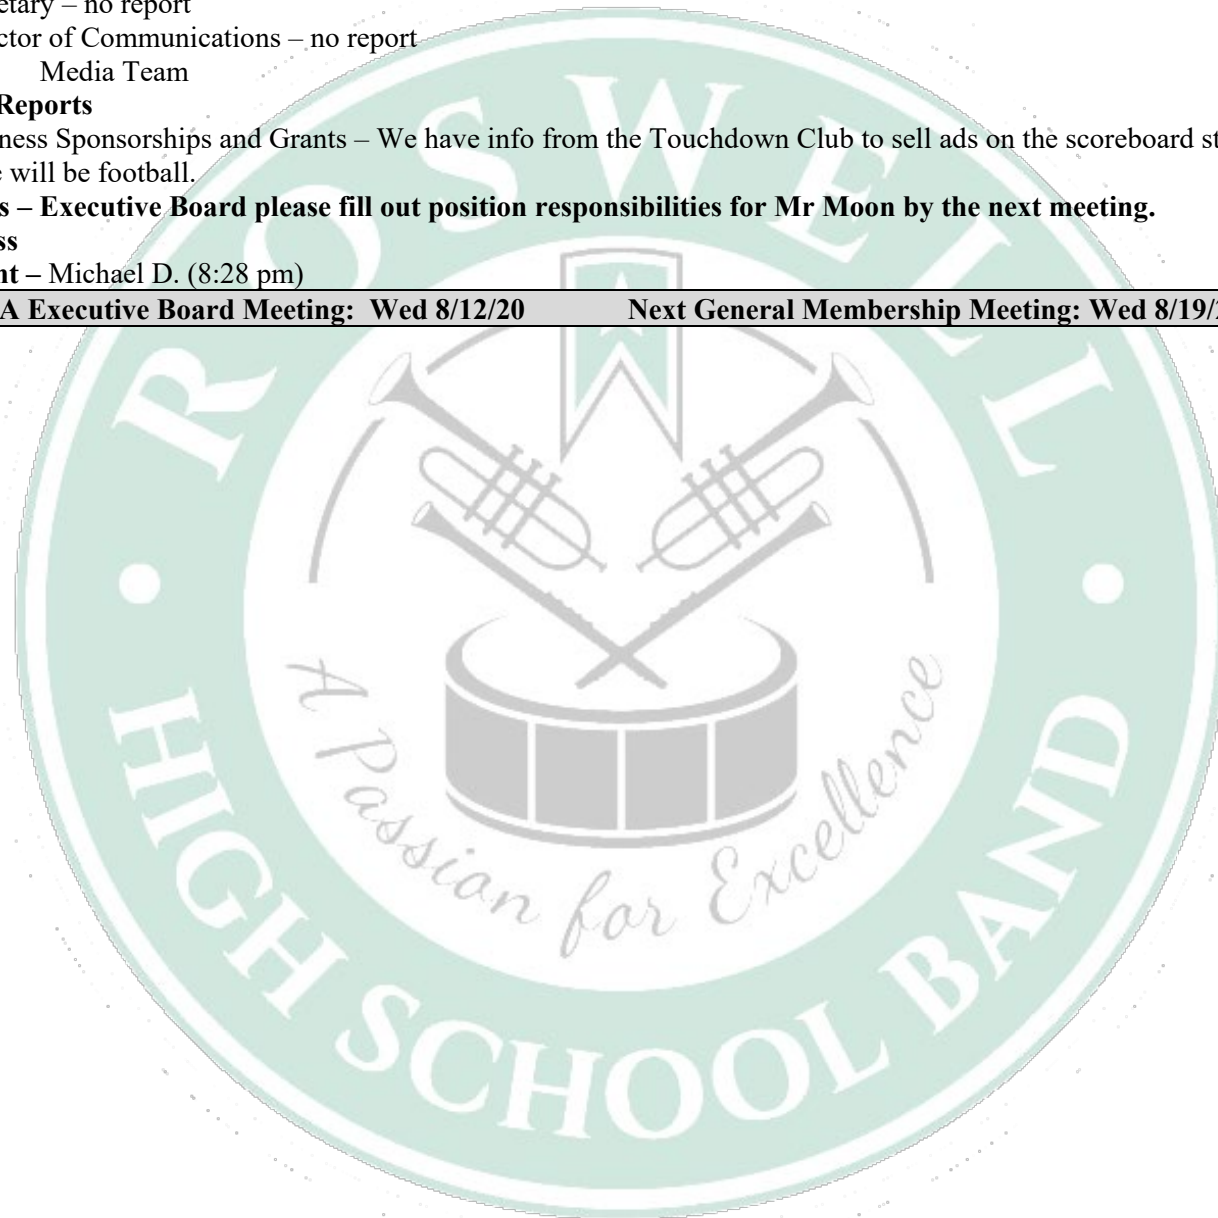 etary – no report
ctor of Communications – no report
Media Team
Reports
ness Sponsorships and Grants – We have info from the Touchdown Club to sell ads on the scoreboard st
e will be football.
s – Executive Board please fill out position responsibilities for Mr Moon by the next meeting.
ss
nt – Michael D. (8:28 pm)
A Executive Board Meeting: Wed 8/12/20 Next General Membership Meeting: Wed 8/19/2
ROSWELL
A Passion for Excellence
HIGH SCHOOL BAND